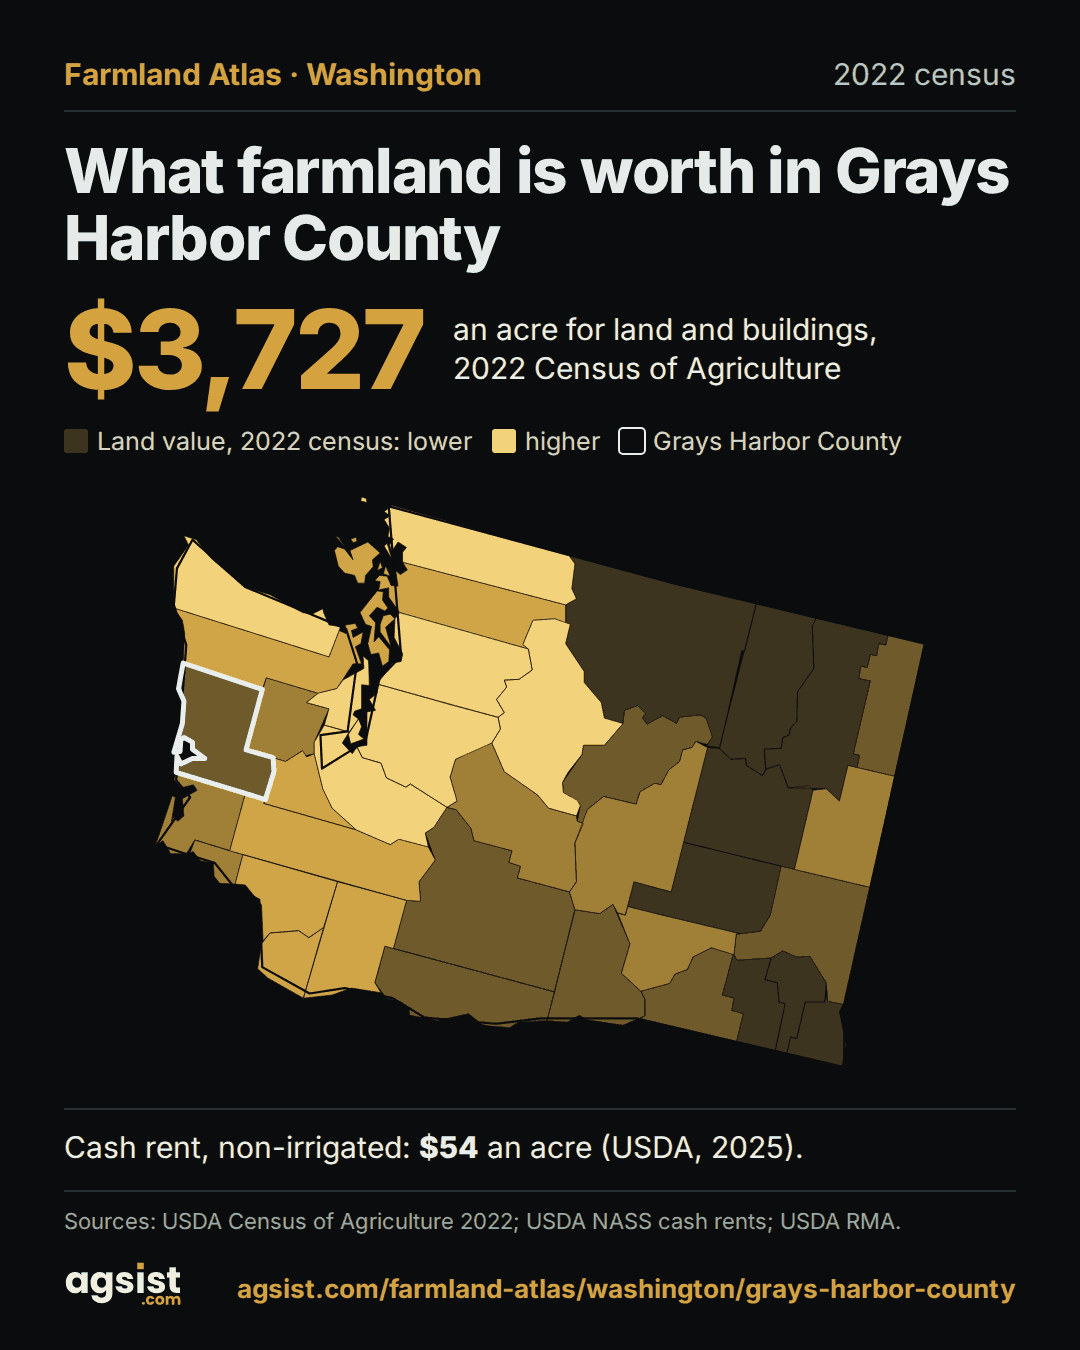 Farmland Atlas · Washington
2022 census
What farmland is worth in Grays
Harbor County
$3,727
an acre for land and buildings,
2022 Census of Agriculture
Land value, 2022 census: lower
higher
Grays Harbor County
Cash rent, non-irrigated: $54 an acre (USDA, 2025).
Sources: USDA Census of Agriculture 2022; USDA NASS cash rents; USDA RMA.
agsist
.com
agsist.com/farmland-atlas/washington/grays-harbor-county